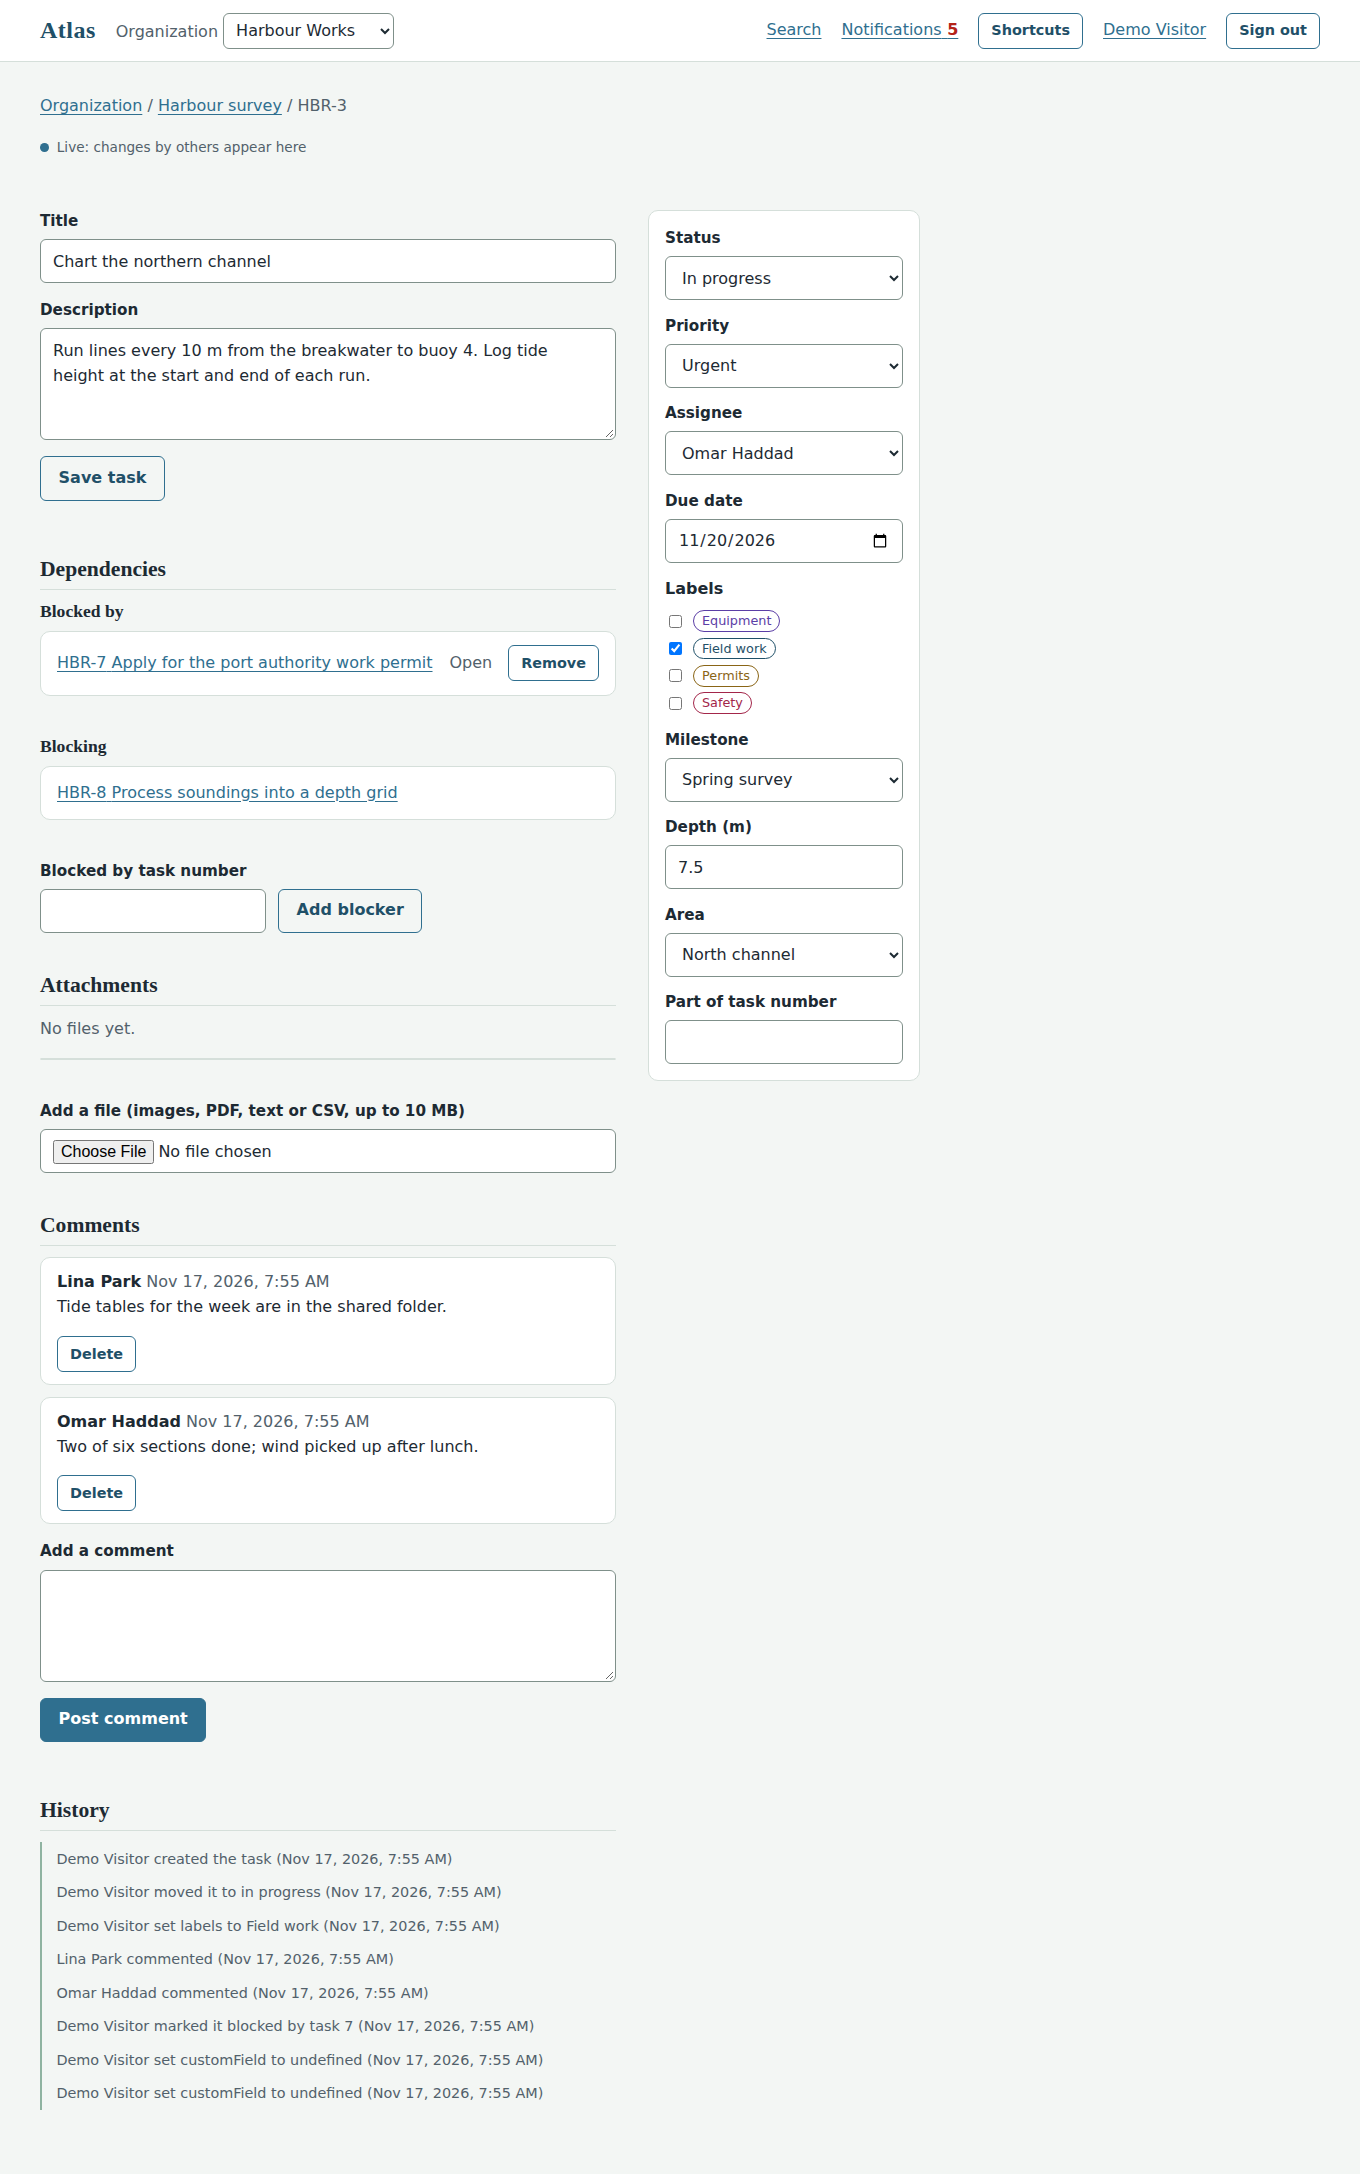 Atlas Organization Harbour Works Search Notifications 5 Shortcuts Demo Visitor Sign out
Organization / Harbour survey / HBR-3
Live: changes by others appear here
Title
Chart the northern channel
Description
Run lines every 10 m from the breakwater to buoy 4. Log tide
height at the start and end of each run.
Save task
Dependencies
Blocked by
HBR-7 Apply for the port authority work permit Open Remove
Blocking
HBR-8 Process soundings into a depth grid
Blocked by task number
Add blocker
Attachments
No files yet.
Add a file (images, PDF, text or CSV, up to 10 MB)
Choose File No file chosen
Comments
Lina Park Nov 17, 2026, 7:55 AM
Tide tables for the week are in the shared folder.
Delete
Omar Haddad Nov 17, 2026, 7:55 AM
Two of six sections done; wind picked up after lunch.
Delete
Add a comment
Post comment
History
Demo Visitor created the task (Nov 17, 2026, 7:55 AM)
Demo Visitor moved it to in progress (Nov 17, 2026, 7:55 AM)
Demo Visitor set labels to Field work (Nov 17, 2026, 7:55 AM)
Lina Park commented (Nov 17, 2026, 7:55 AM)
Omar Haddad commented (Nov 17, 2026, 7:55 AM)
Demo Visitor marked it blocked by task 7 (Nov 17, 2026, 7:55 AM)
Demo Visitor set customField to undefined (Nov 17, 2026, 7:55 AM)
Demo Visitor set customField to undefined (Nov 17, 2026, 7:55 AM)
Status
In progress
Priority
Urgent
Assignee
Omar Haddad
Due date
11/20/2026
Labels
Equipment
Field work
Permits
Safety
Milestone
Spring survey
Depth (m)
7.5
Area
North channel
Part of task number